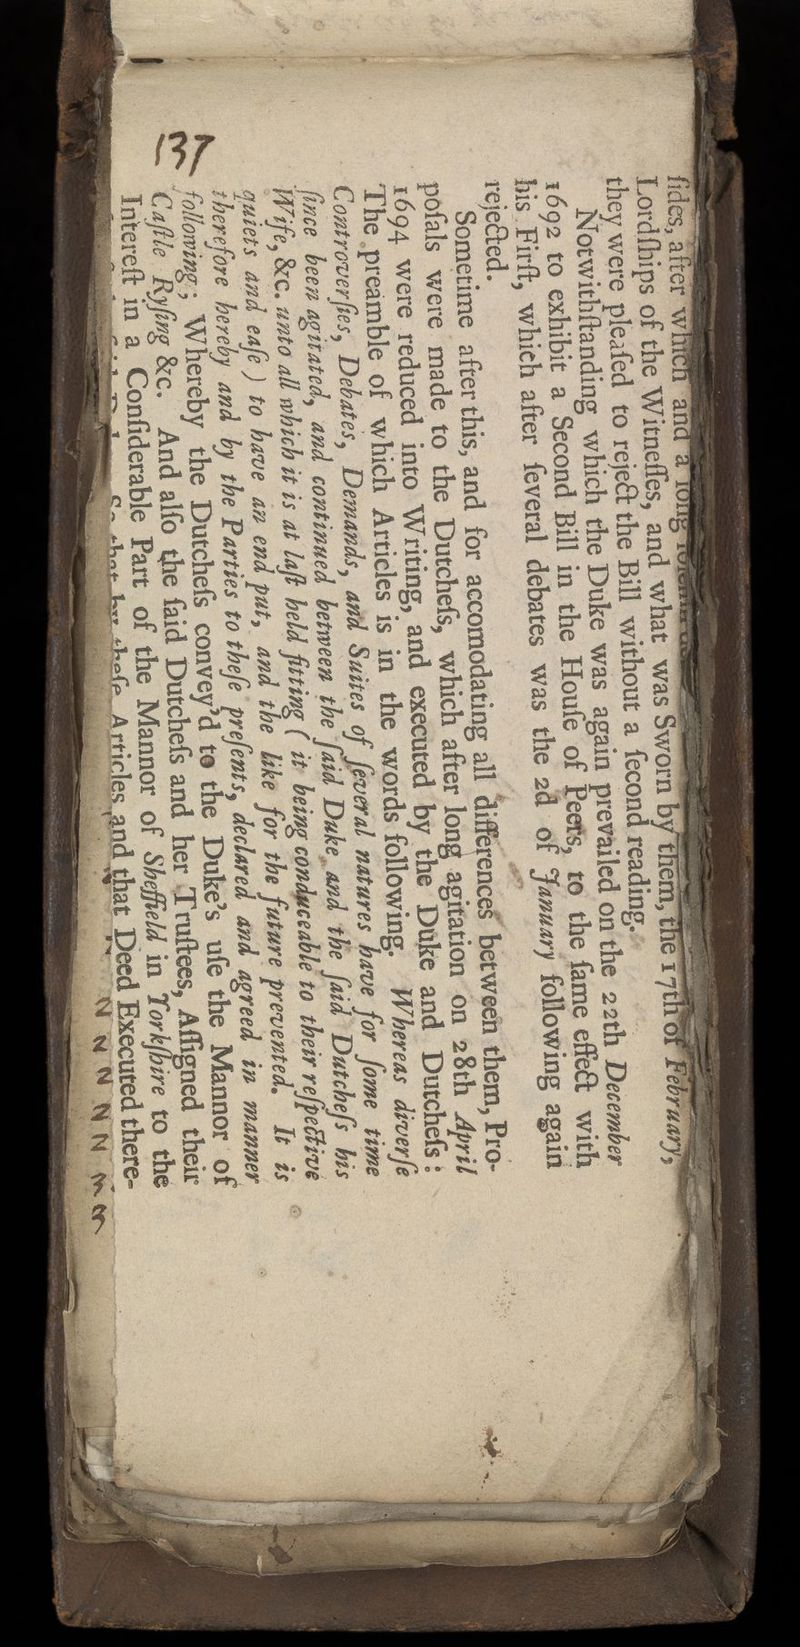 137
ſides, after which and a long ſolemn
Lordſhips of the Witneſſes, and what was Sworn by them, the 17th of February,
they were pleaſed to reject the Bill without a ſecond reading.
Notwithſtanding which the Duke was again prevailed on the 22th December
1692 to exhibit a Second Bill in the Houſe of Peers, to the ſame effect with
his Firſt, which after ſeveral debates was the 2d of January following again
rejected.
Sometime after this, and for accomodating all differences between them, Pro-
poſals were made to the Dutcheſs, which after long agitation on 28th April
1694 were reduced into Writing, and executed by the Duke and Dutcheſs:
The preamble of which Articles is in the words following. Whereas diverſe
Controverſies, Debates, Demands, and Suites of ſeveral natures have for ſome time
ſince been agitated, and continued between the ſaid Duke and the ſaid Dutcheſs his
Wife, &c. unto all which it is at laſt held fitting ( it being conduceable to their reſpective
quiets and eaſe ) to have an end put, and the like for the future prevented. It is
therefore hereby and by the Parties to theſe preſents, declared and agreed in manner
following; Whereby the Dutcheſs convey'd to the Duke's uſe the Mannor of
Caſtle Ryſing &c. And alſo the ſaid Dutcheſs and her Truſtees, Aſſigned their
Intereſt in a Conſiderable Part of the Mannor of Sheffield in Yorkſhire to the
So that by theſe Articles and that Deed Executed there-